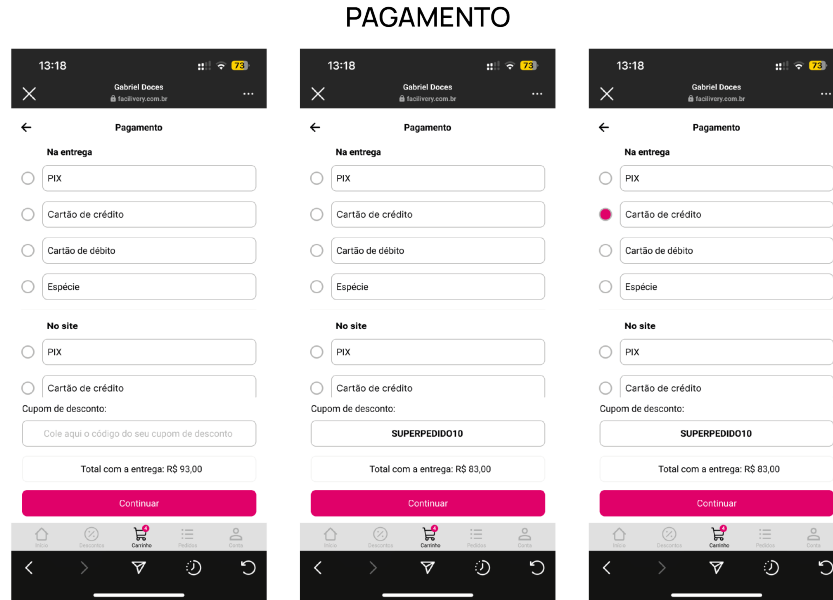 PAGAMENTO
13:18
73
Gabriel Doces
facilivery.com.br
Pagamento
Na entrega
PIX
Cartão de crédito
Cartão de débito
Espécie
No site
PIX
Cartão de crédito
Cupom de desconto:
Cole aqui o código do seu cupom de desconto
Total com a entrega: R$ 93,00
Continuar
4
Início
Descontos
Carrinho
Pedidos
Conta
13:18
73
Gabriel Doces
facilivery.com.br
Pagamento
Na entrega
PIX
Cartão de crédito
Cartão de débito
Espécie
No site
PIX
Cartão de crédito
Cupom de desconto:
SUPERPEDIDO10
Total com a entrega: R$ 83,00
Continuar
4
Início
Descontos
Carrinho
Pedidos
Conta
13:18
73
Gabriel Doces
facilivery.com.br
Pagamento
Na entrega
PIX
Cartão de crédito
Cartão de débito
Espécie
No site
PIX
Cartão de crédito
Cupom de desconto:
SUPERPEDIDO10
Total com a entrega: R$ 83,00
Continuar
4
Início
Descontos
Carrinho
Pedidos
Conta